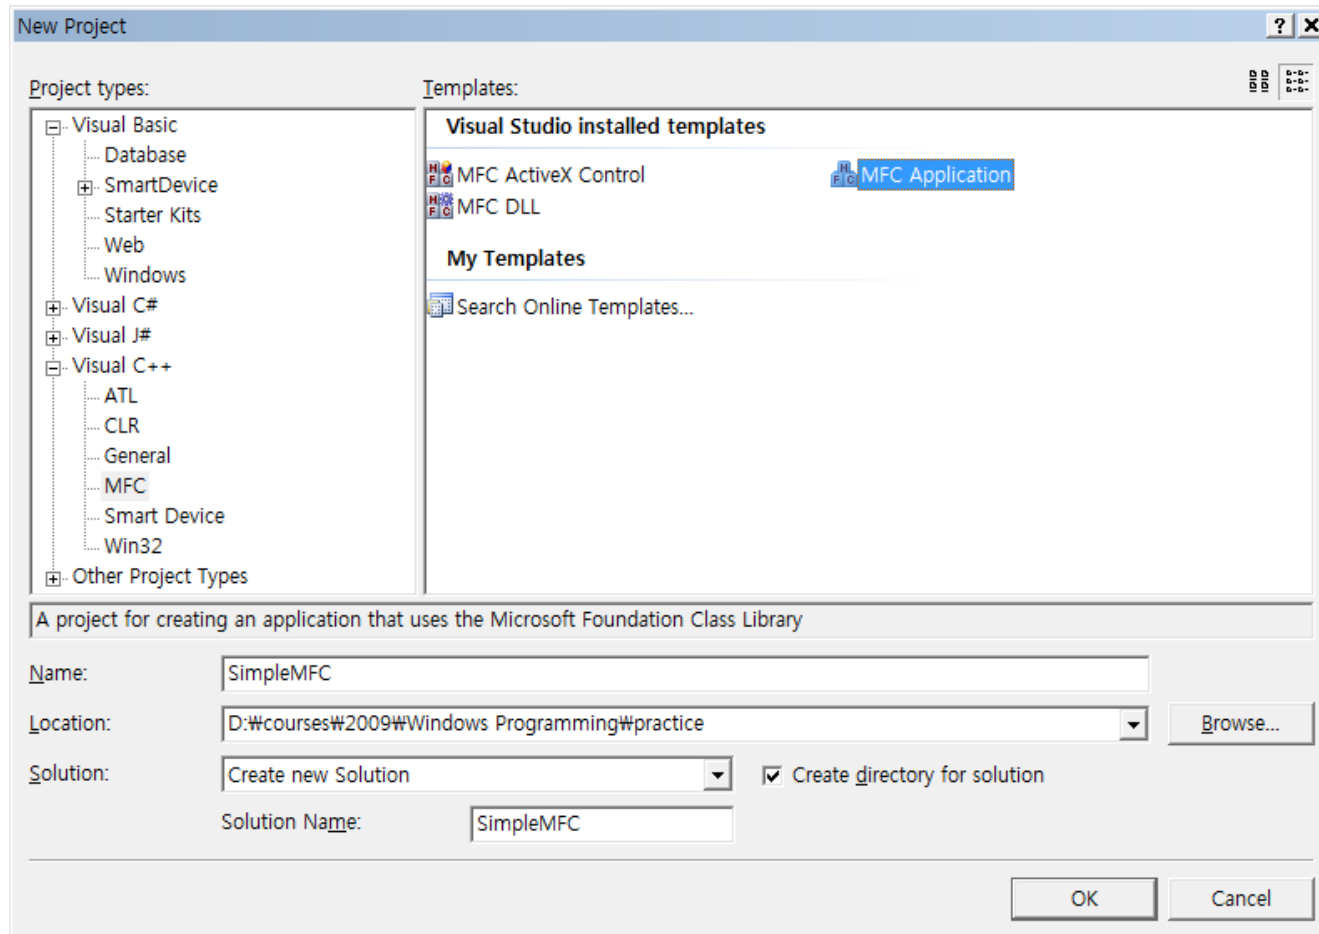 New Project
Project types:
Templates:
Visual Basic
Database
SmartDevice
Starter Kits
Web
Windows
Visual C#
Visual J#
Visual C++
ATL
CLR
General
MFC
Smart Device
Win32
Other Project Types
Visual Studio installed templates
MFC ActiveX Control
MFC Application
MFC DLL
My Templates
Search Online Templates...
A project for creating an application that uses the Microsoft Foundation Class Library
Name:
SimpleMFC
Location:
D:₩courses₩2009₩Windows Programming₩practice
Browse...
Solution:
Create new Solution
Create directory for solution
Solution Name:
SimpleMFC
OK
Cancel